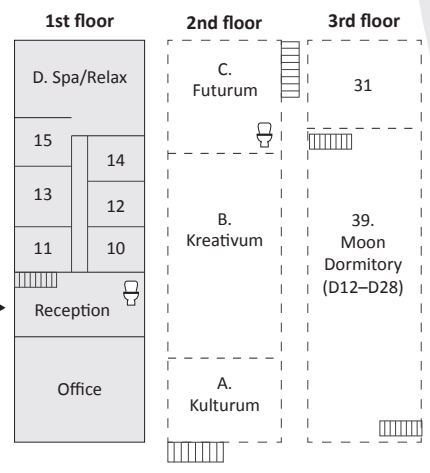 1st floor
D. Spa/Relax
15
14
13
12
11
10
Reception
Office
2nd floor
C.
Futurum
B.
Kreativum
A.
Kulturum
3rd floor
31
39.
Moon
Dormitory
(D12–D28)